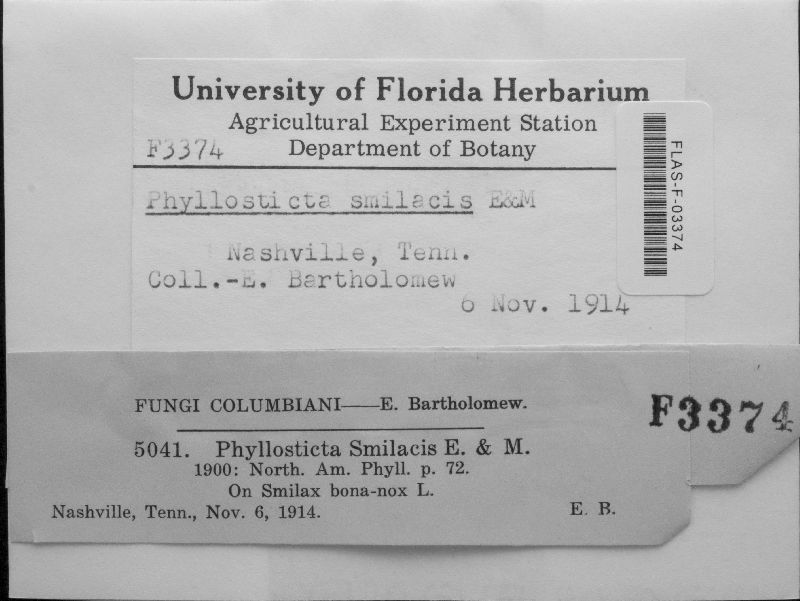 University of Florida Herbarium
Agricultural Experiment Station
F3374 Department of Botany
Phyllosticta smilacis E&M
Nashville, Tenn.
Coll.-E. Bartholomew
6 Nov. 1914
FLAS-F-03374
FUNGI COLUMBIANI——E. Bartholomew.
F3374
5041. Phyllosticta Smilacis E. & M.
1900: North. Am. Phyll. p. 72.
On Smilax bona-nox L.
Nashville, Tenn., Nov. 6, 1914. E. B.